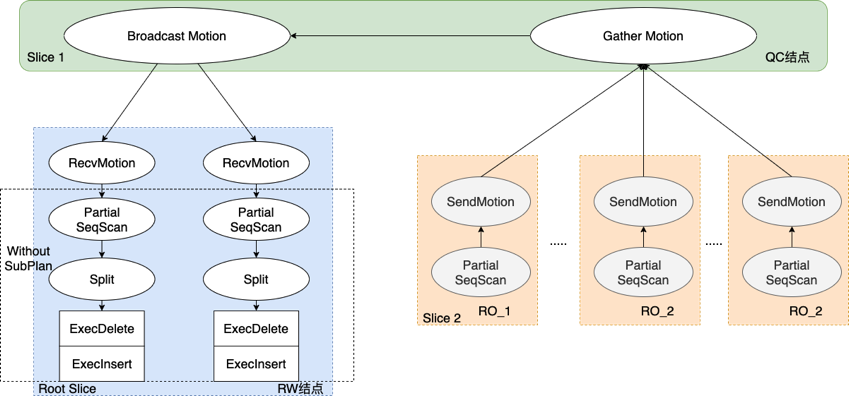 Broadcast Motion
Gather Motion
Slice 1
QC结点
RecvMotion
RecvMotion
Partial
SeqScan
Partial
SeqScan
Without
SubPlan
Split
Split
ExecDelete
ExecInsert
ExecDelete
ExecInsert
Root Slice
RW结点
SendMotion
SendMotion
SendMotion
.....
.....
Partial
SeqScan
Partial
SeqScan
Partial
SeqScan
Slice 2
RO_1
RO_2
RO_2